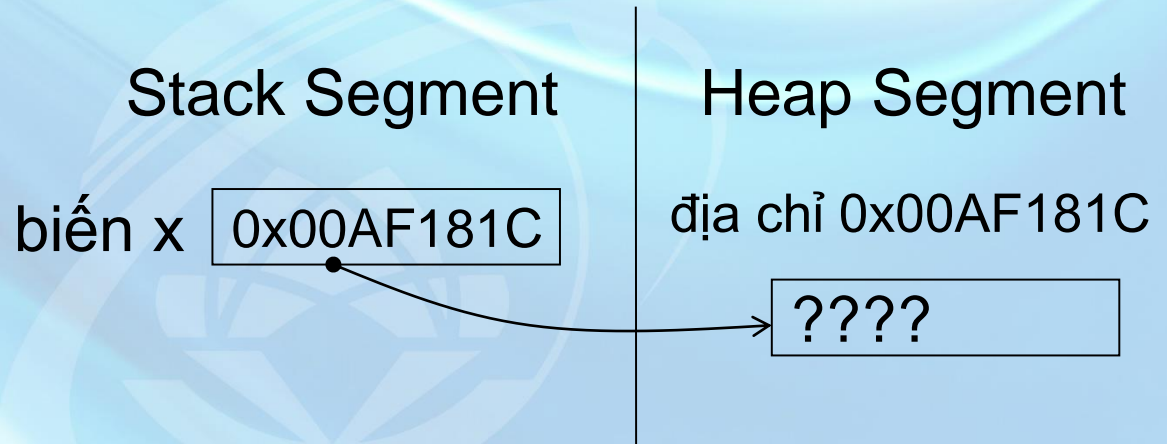 Stack Segment
Heap Segment
biến x
0x00AF181C
địa chỉ 0x00AF181C
????